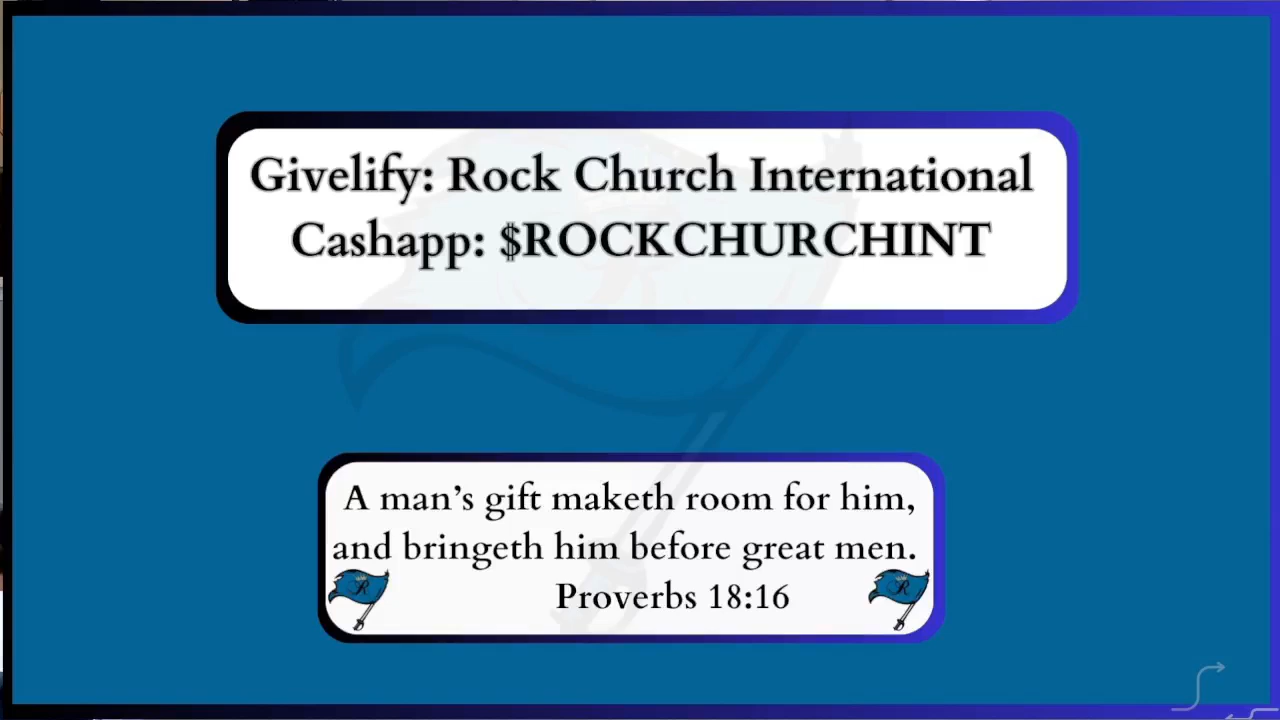 Givelify: Rock Church International
Cashapp: $ROCKCHURCHINT
A man's gift maketh room for him,
and bringeth him before great men.
Proverbs 18:16
R
R